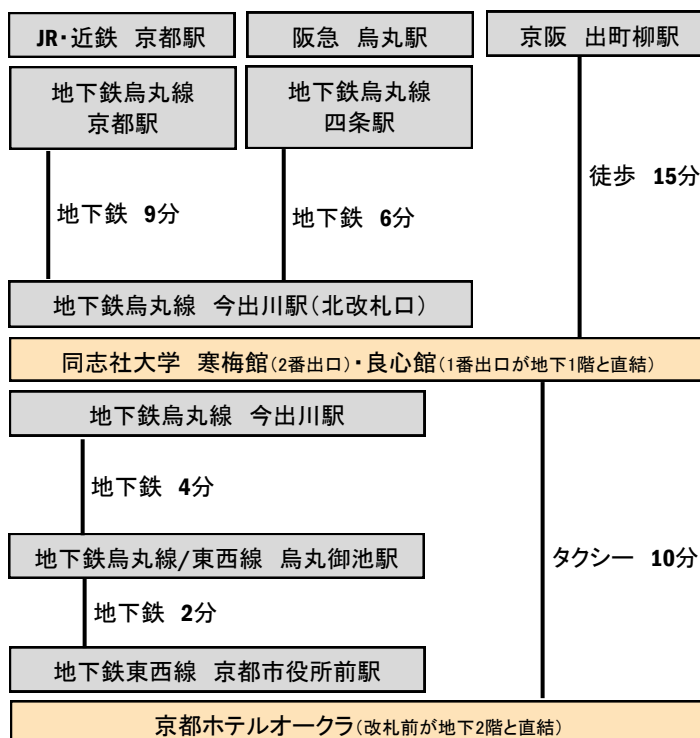 JR・近鉄 京都駅
阪急 烏丸駅
京阪 出町柳駅
地下鉄烏丸線
京都駅
地下鉄烏丸線
四条駅
徒歩 15分
地下鉄 9分
地下鉄 6分
地下鉄烏丸線 今出川駅(北改札口)
同志社大学 寒梅館(2番出口)・良心館(1番出口が地下1階と直結)
地下鉄烏丸線 今出川駅
地下鉄 4分
地下鉄烏丸線/東西線 烏丸御池駅
タクシー 10分
地下鉄 2分
地下鉄東西線 京都市役所前駅
京都ホテルオークラ(改札前が地下2階と直結)